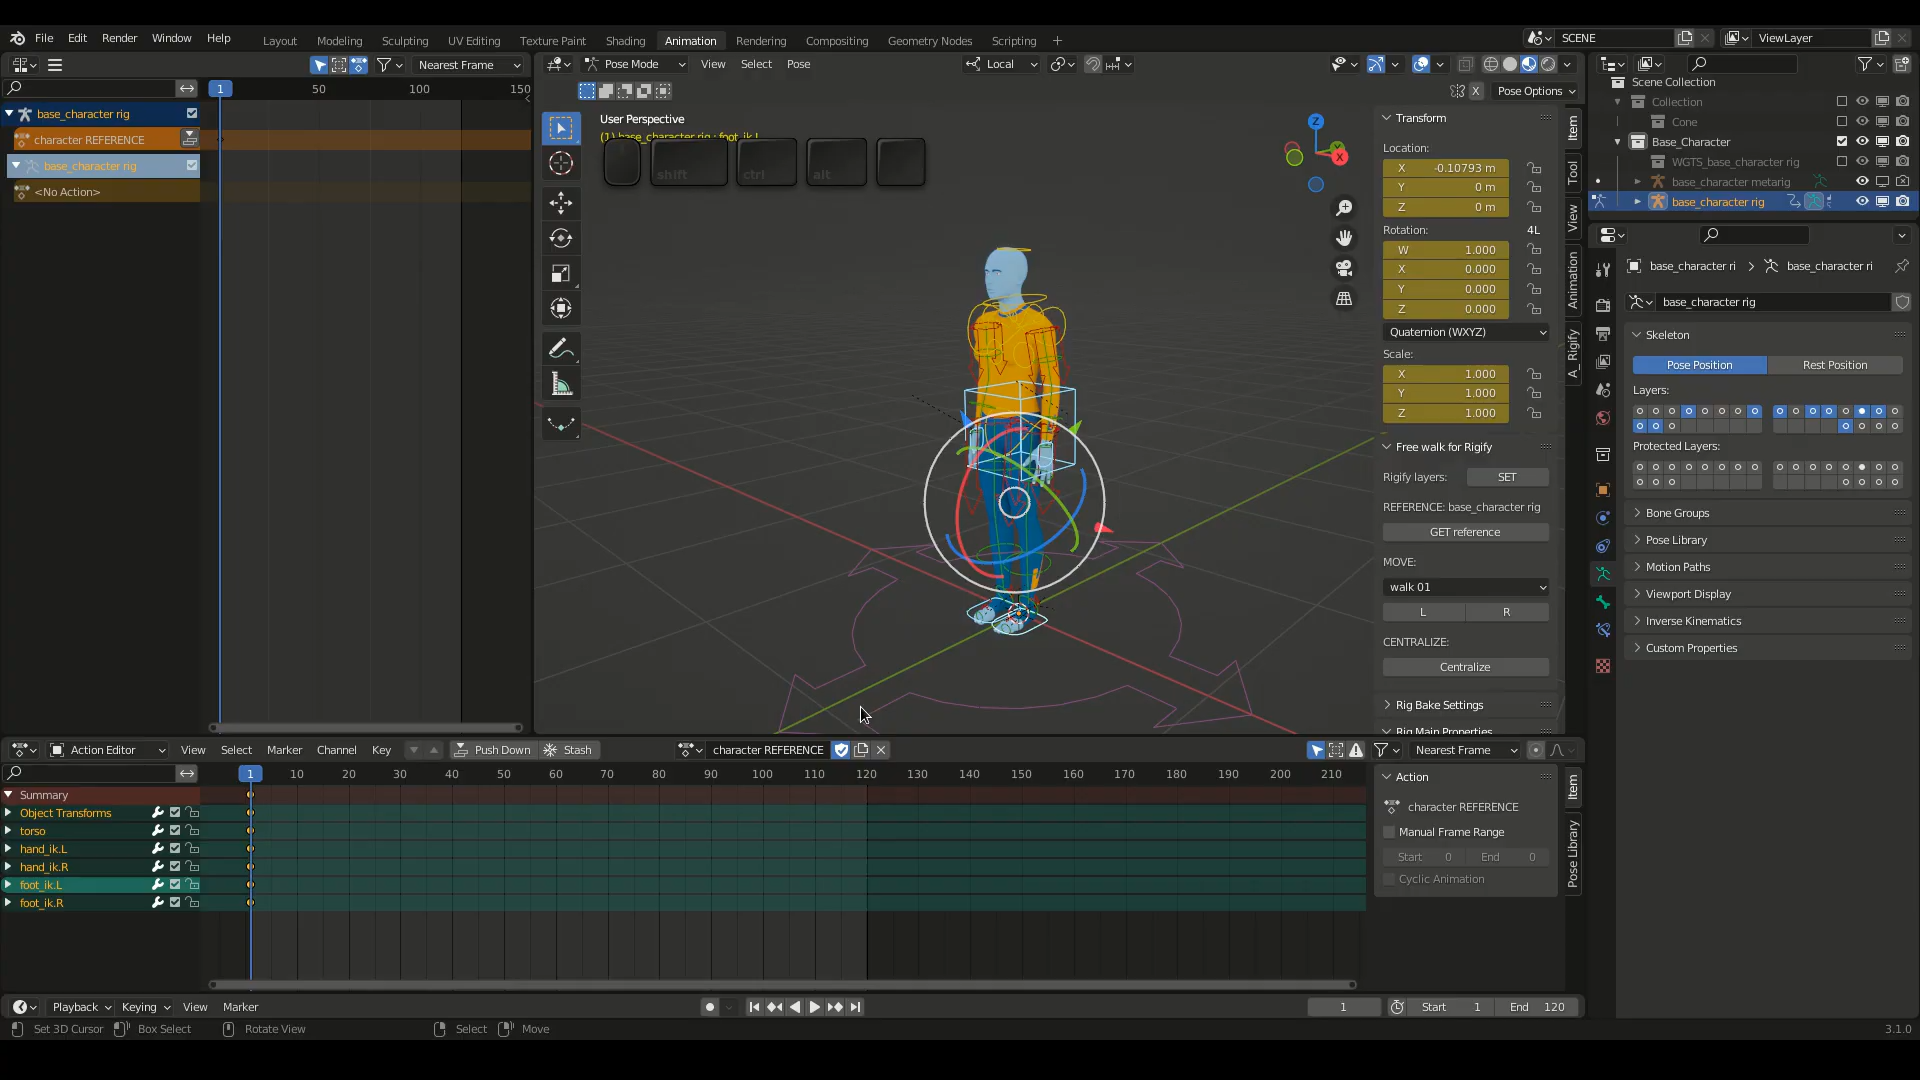 File Edit Render Window Help
Layout Modeling Sculpting UV Editing Texture Paint Shading Animation Rendering Compositing Geometry Nodes Scripting +
SCENE
ViewLayer
Nearest Frame
1 50 100 150
base_character rig
character REFERENCE
base_character rig
<No Action>
Pose Mode View Select Pose
Local
X Pose Options
User Perspective
(1) base_character rig : foot_ik.L
shift ctrl alt
Z
Y
X
Transform
Location:
X -0.10793 m
Y 0 m
Z 0 m
Rotation: 4L
W 1.000
X 0.000
Y 0.000
Z 0.000
Quaternion (WXYZ)
Scale:
X 1.000
Y 1.000
Z 1.000
Free walk for Rigify
Rigify layers: SET
REFERENCE: base_character rig
GET reference
MOVE:
walk 01
L R
CENTRALIZE:
Centralize
Rig Bake Settings
Rig Main Properties
Item
Tool
View
Animation
A_Rigify
Scene Collection
Collection
Cone
Base_Character
WGTS_base_character rig
base_character metarig
base_character rig
base_character ri > base_character ri
base_character rig
Skeleton
Pose Position Rest Position
Layers:
Protected Layers:
Bone Groups
Pose Library
Motion Paths
Viewport Display
Inverse Kinematics
Custom Properties
Action Editor View Select Marker Channel Key Push Down Stash
character REFERENCE
Nearest Frame
1 10 20 30 40 50 60 70 80 90 100 110 120 130 140 150 160 170 180 190 200 210
Summary
Object Transforms
torso
hand_ik.L
hand_ik.R
foot_ik.L
foot_ik.R
Action
character REFERENCE
Manual Frame Range
Start 0 End 0
Cyclic Animation
Item
Pose Library
Playback Keying View Marker
1
Start 1 End 120
Set 3D Cursor Box Select Rotate View Select Move
3.1.0